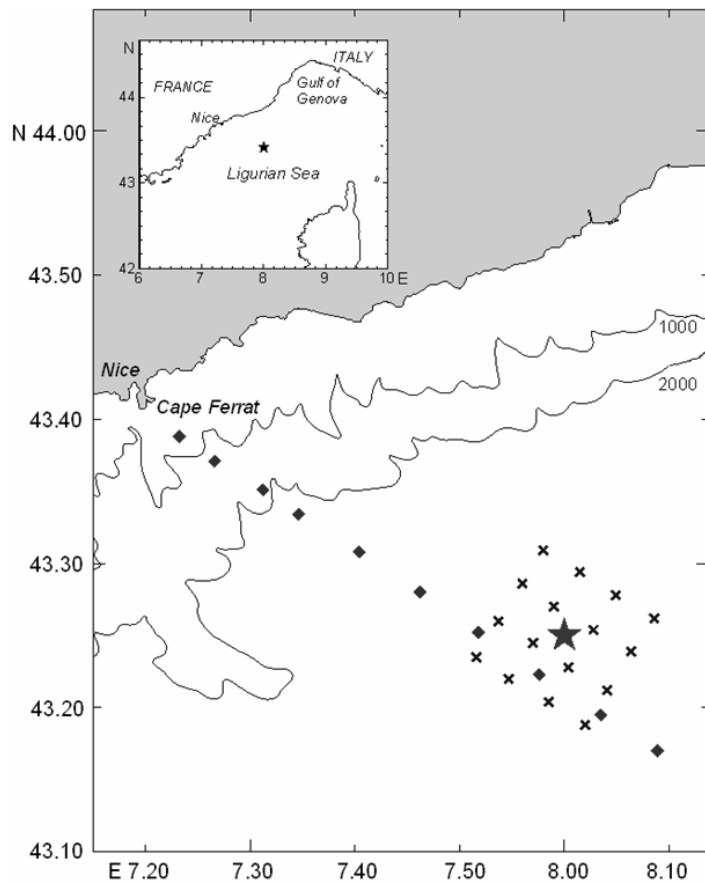 N
ITALY
FRANCE
Gulf of
Genova
44
Nice
43
Ligurian Sea
42
6 7 8 9 10 E
N 44.00
43.50
1000
Nice
2000
Cape Ferrat
43.40
43.30
43.20
43.10
E 7.20 7.30 7.40 7.50 8.00 8.10